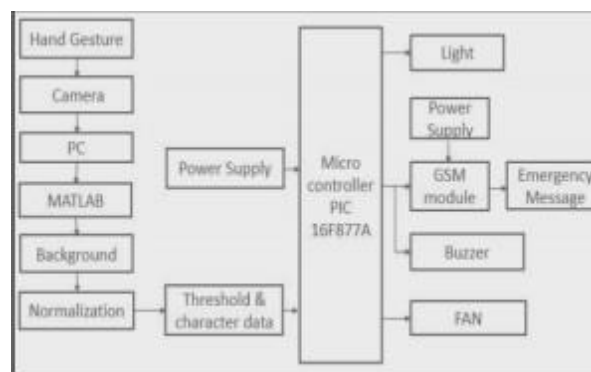 Hand Gesture
Camera
PC
MATLAB
Background
Normalization
Power Supply
Threshold &
character data
Micro
controller
PIC
16F877A
Light
Power
Supply
GSM
module
Emergency
Message
Buzzer
FAN